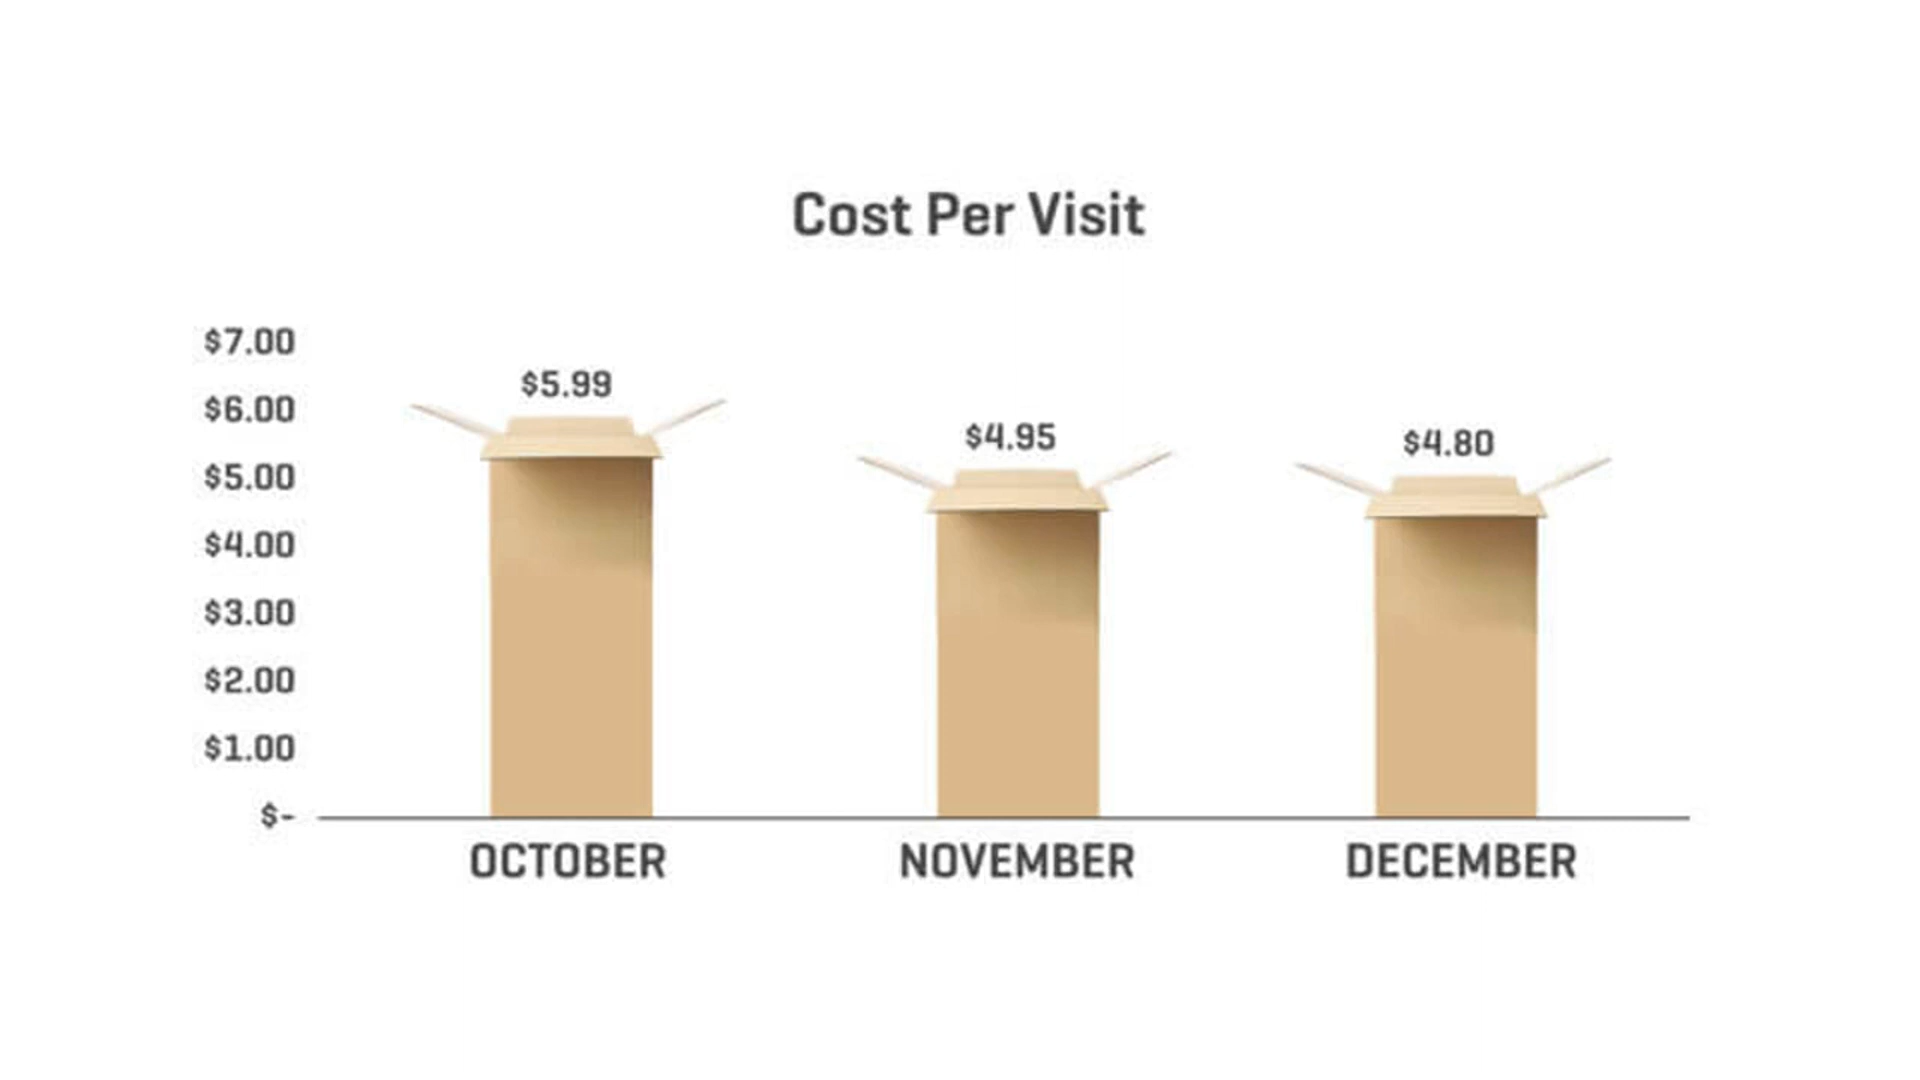 Cost Per Visit
$7.00
$6.00
$5.00
$4.00
$3.00
$2.00
$1.00
$-
$5.99
$4.95
$4.80
OCTOBER
NOVEMBER
DECEMBER